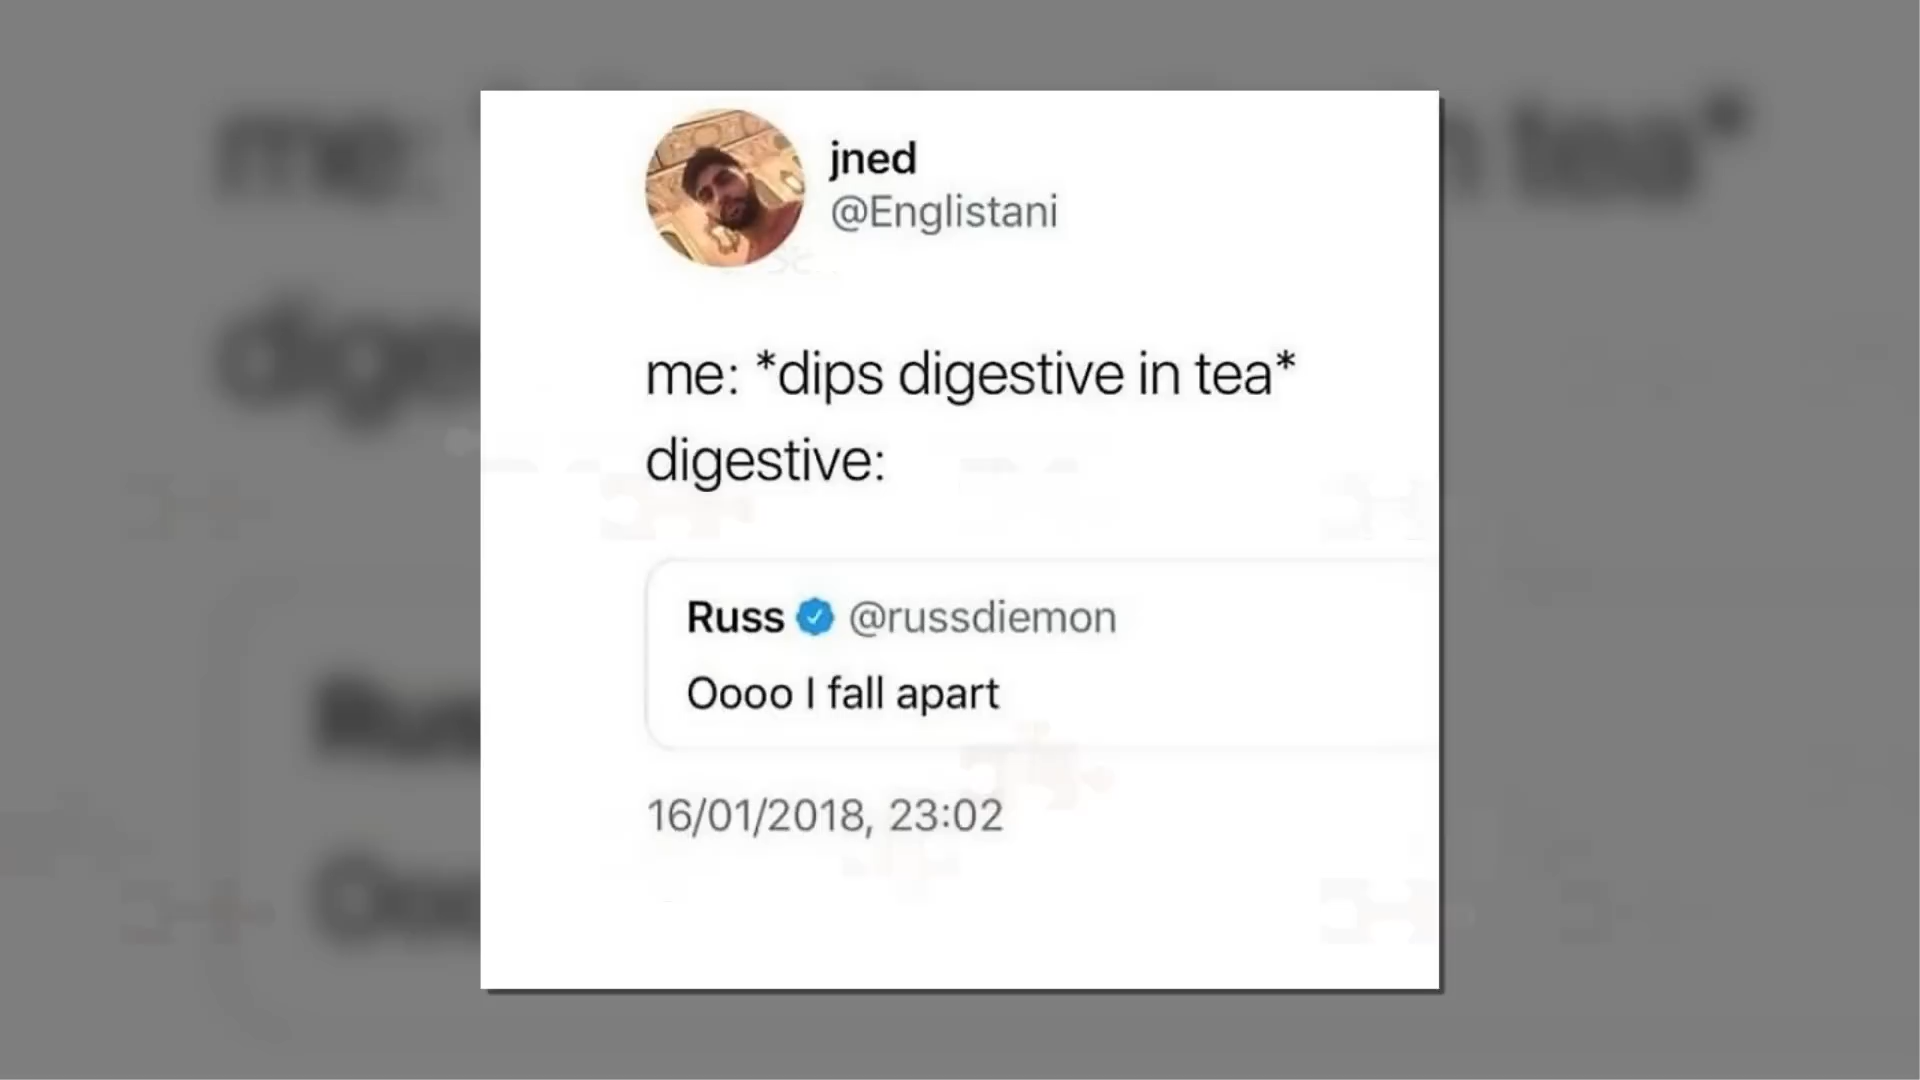 jned
@Englistani
me: *dips digestive in tea*
digestive:
Russ @russdiemon
Oooo I fall apart
16/01/2018, 23:02